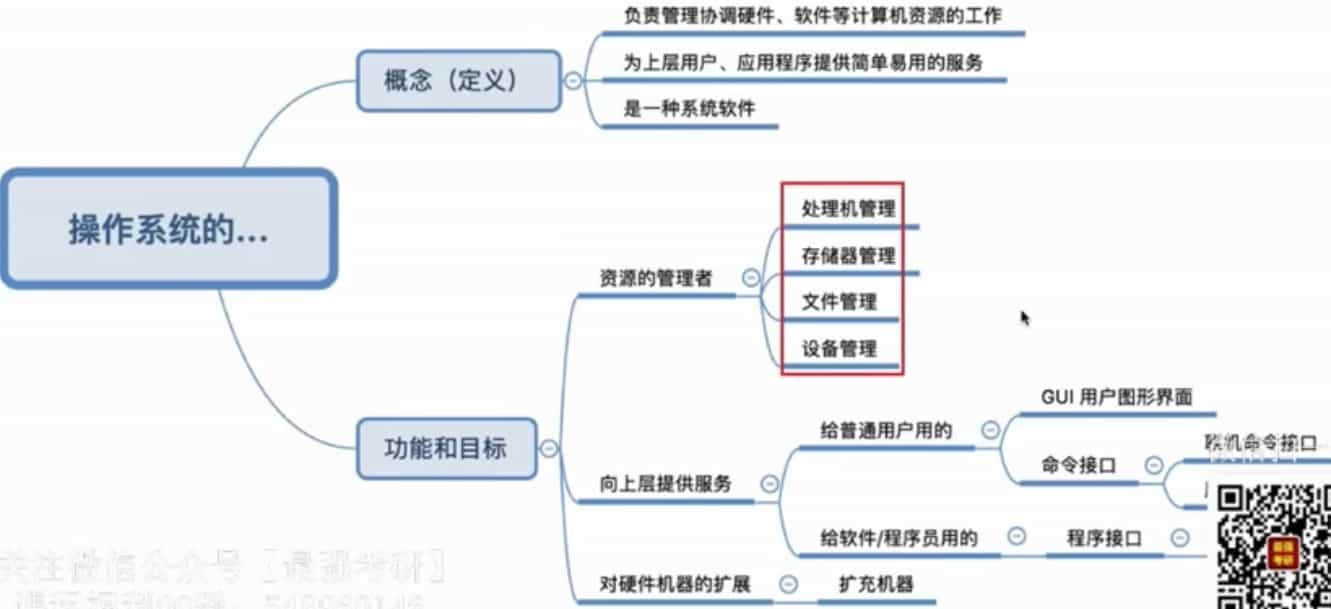 负责管理协调硬件、软件等计算机资源的工作
为上层用户、应用程序提供简单易用的服务
概念（定义）
是一种系统软件
操作系统的...
处理机管理
存储器管理
资源的管理者
文件管理
设备管理
GUI 用户图形界面
给普通用户用的
联机命令接口
功能和目标
命令接口
向上层提供服务
给软件/程序员用的
程序接口
关注微信公众号【最强考研】
对硬件机器的扩展
扩充机器